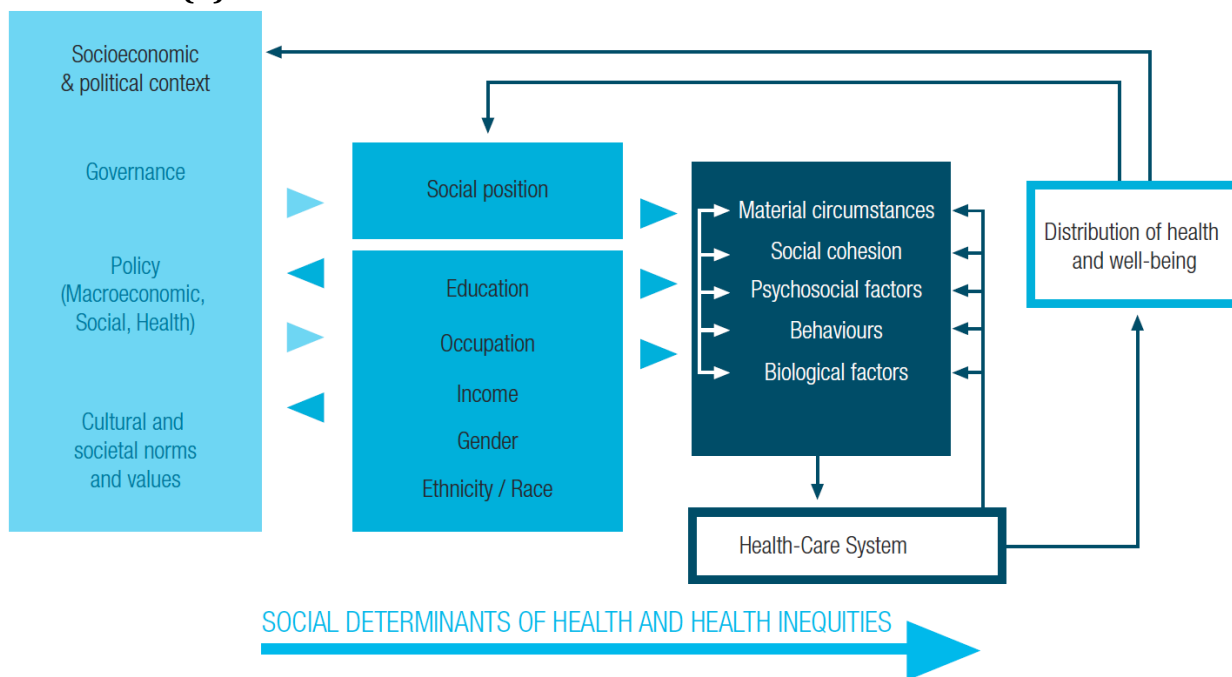 Socioeconomic
& political context
Governance
Policy
(Macroeconomic,
Social, Health)
Cultural and
societal norms
and values
Social position
Education
Occupation
Income
Gender
Ethnicity / Race
Material circumstances
Social cohesion
Psychosocial factors
Behaviours
Biological factors
Health-Care System
Distribution of health
and well-being
SOCIAL DETERMINANTS OF HEALTH AND HEALTH INEQUITIES